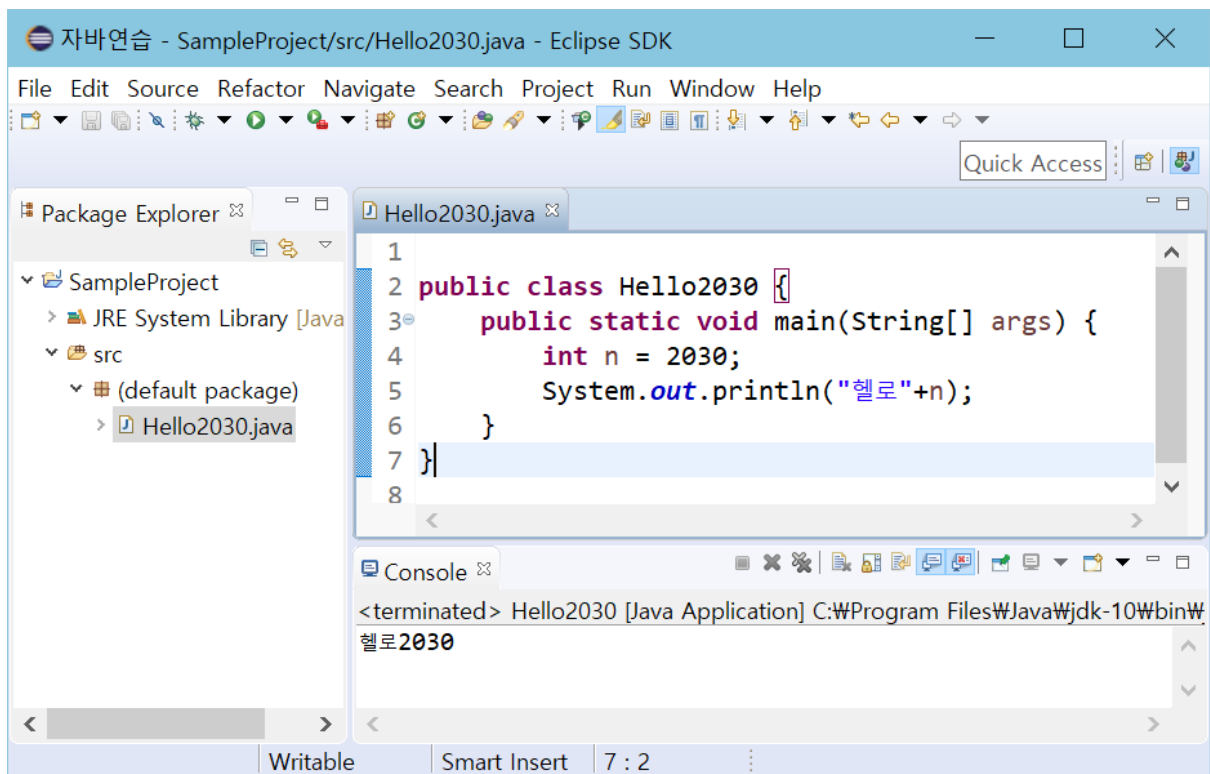 자바연습 - SampleProject/src/Hello2030.java - Eclipse SDK
File Edit Source Refactor Navigate Search Project Run Window Help
Quick Access
Package Explorer
SampleProject
JRE System Library [Java
src
(default package)
Hello2030.java
Hello2030.java
1
2 public class Hello2030 {
3 public static void main(String[] args) {
4 int n = 2030;
5 System.out.println("헬로"+n);
6 }
7 }
8
Console
<terminated> Hello2030 [Java Application] C:₩Program Files₩Java₩jdk-10₩bin₩
헬로2030
Writable Smart Insert 7 : 2